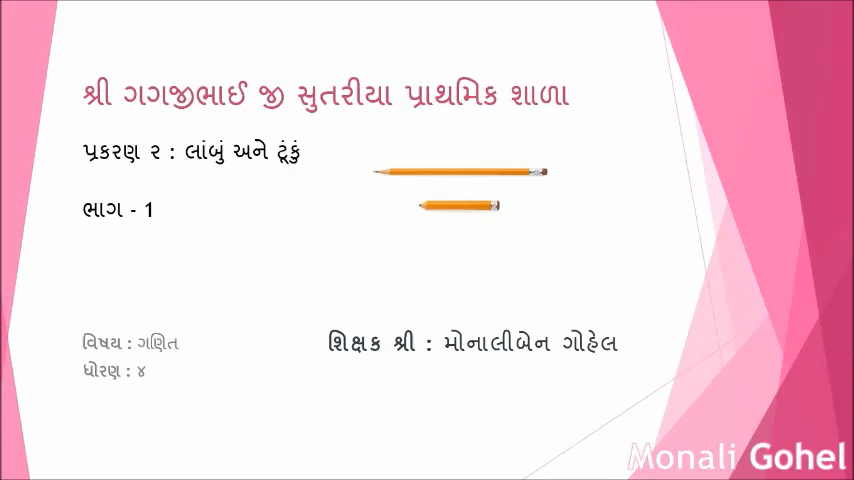 શ્રી ગગજીભાઈ જી સુતરીયા પ્રાથમિક શાળા
પ્રકરણ ૨ : લાંબું અને ટૂંકું
ભાગ - 1
વિષય : ગણિત
ધોરણ : ૪
શિક્ષક શ્રી : મોનાલીબેન ગોહેલ
Monali Gohel